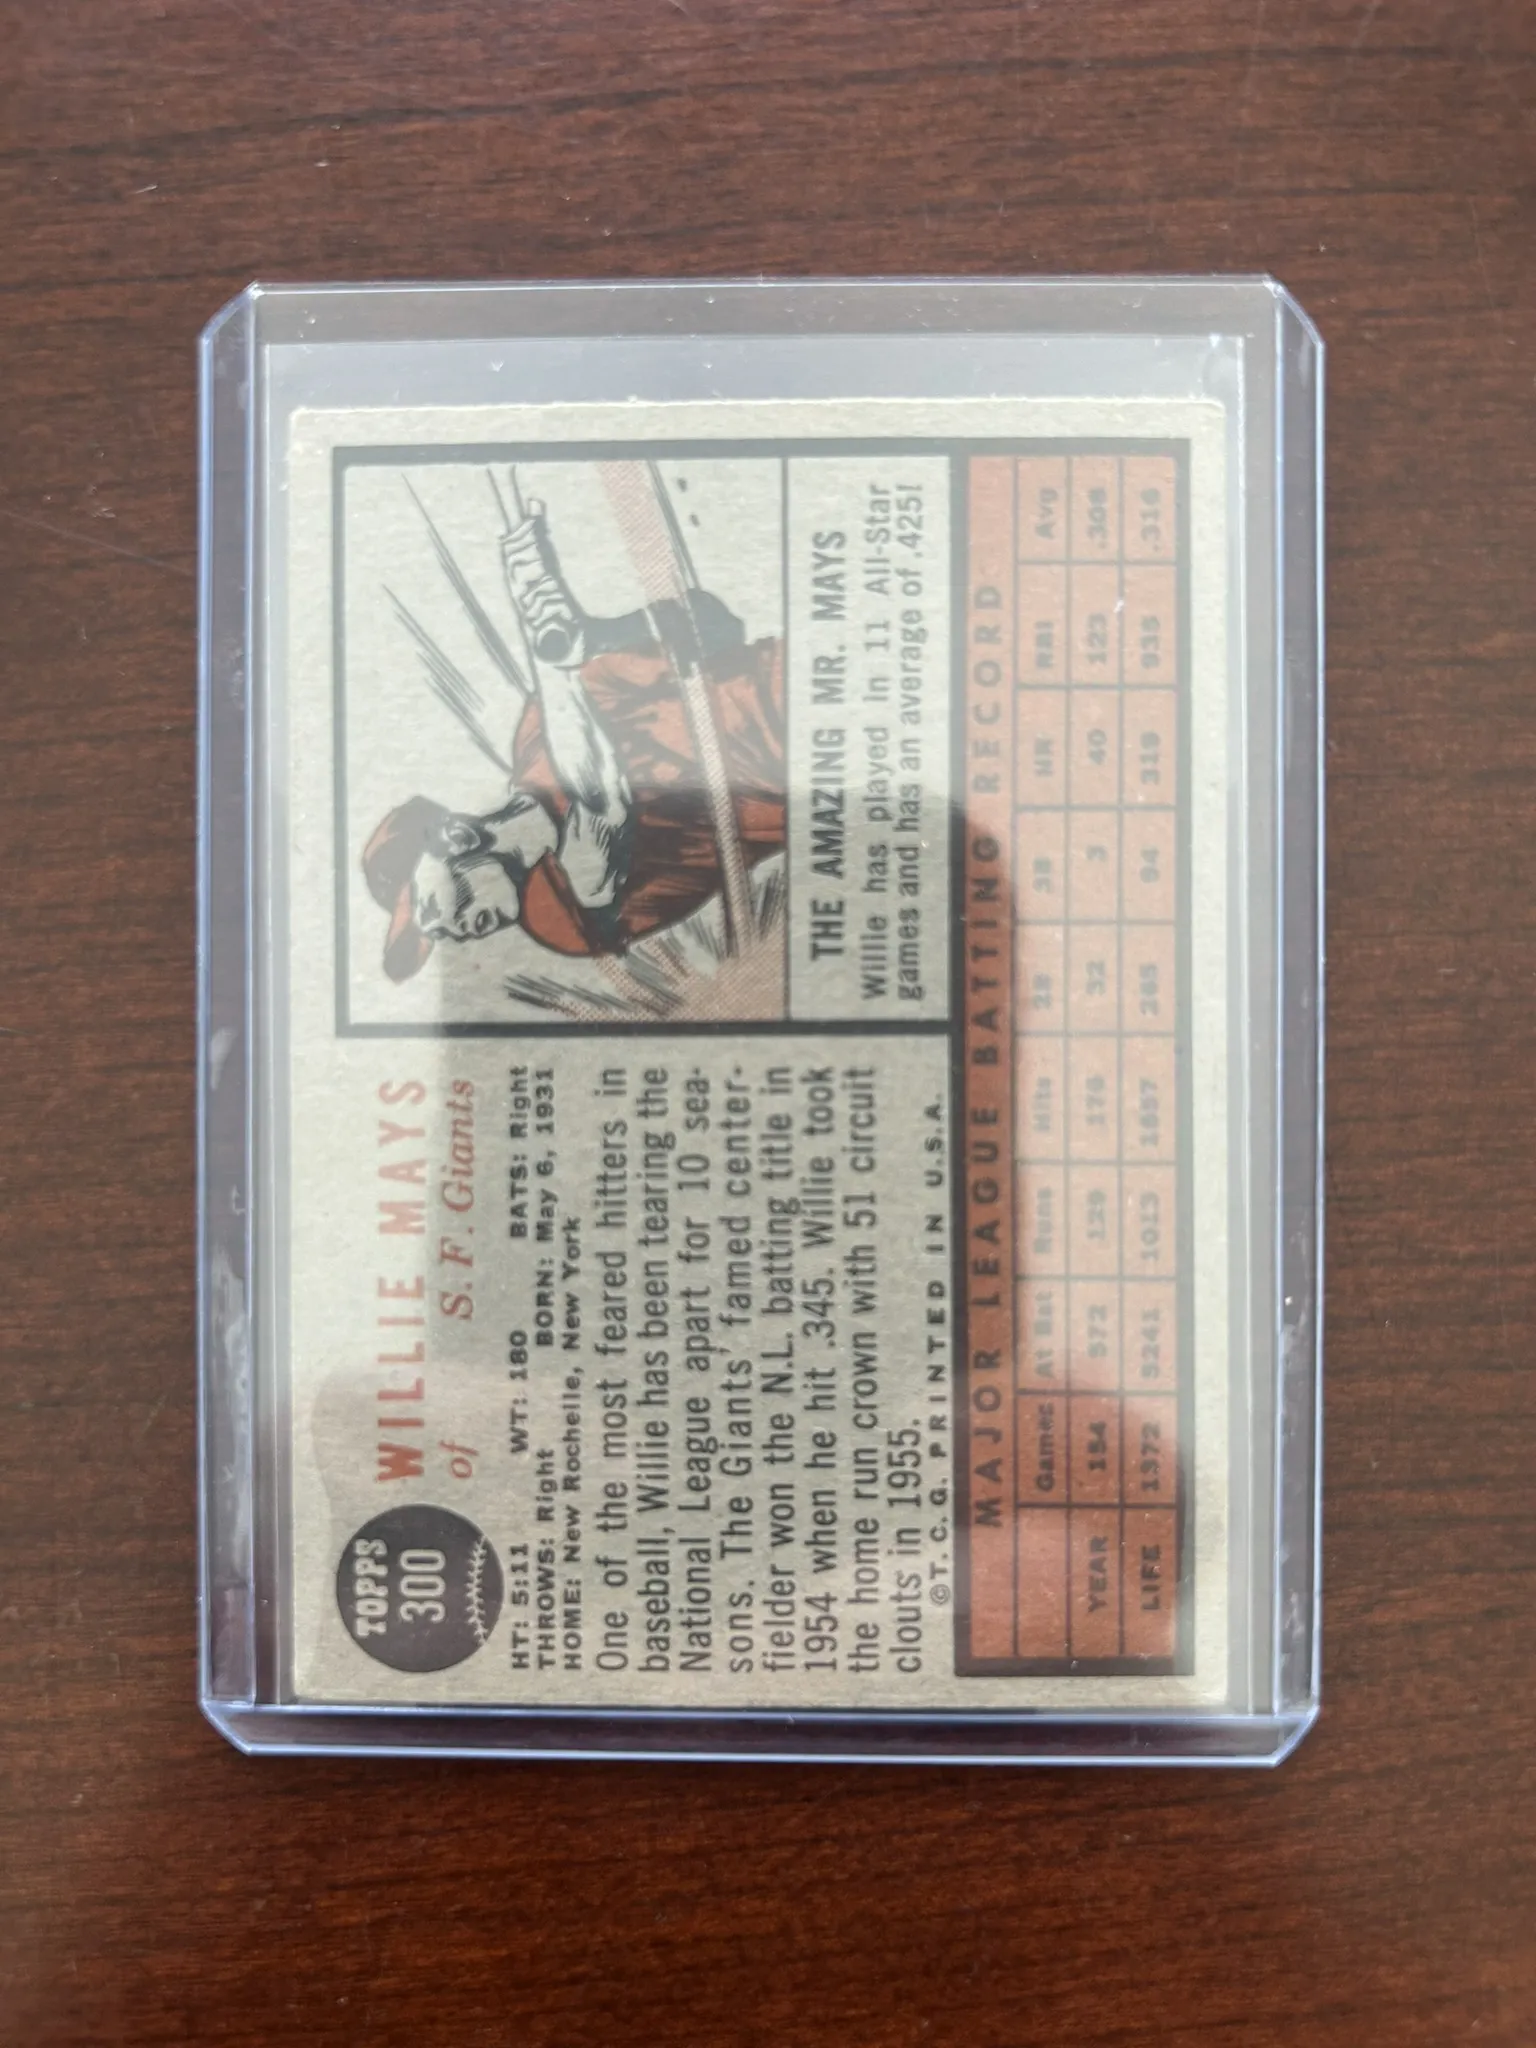 TOPPS
300
WILLIE MAYS
of S. F. Giants
HT: 5:11 WT: 180 BATS: Right
THROWS: Right BORN: May 6, 1931
HOME: New Rochelle, New York
One of the most feared hitters in
baseball, Willie has been tearing the
National League apart for 10 sea-
sons. The Giants' famed center-
fielder won the N.L. batting title in
1954 when he hit .345. Willie took
the home run crown with 51 circuit
clouts in 1955.
©T. C. G. PRINTED IN U.S.A.
THE AMAZING MR. MAYS
Willie has played in 11 All-Star
games and has an average of .425!
MAJOR LEAGUE BATTING RECORD
Games At Bat Runs Hits 2B 3B HR RBI Avg
YEAR 154 572 129 176 32 3 40 123 .308
LIFE 1372 5241 1013 1657 265 94 319 935 .316